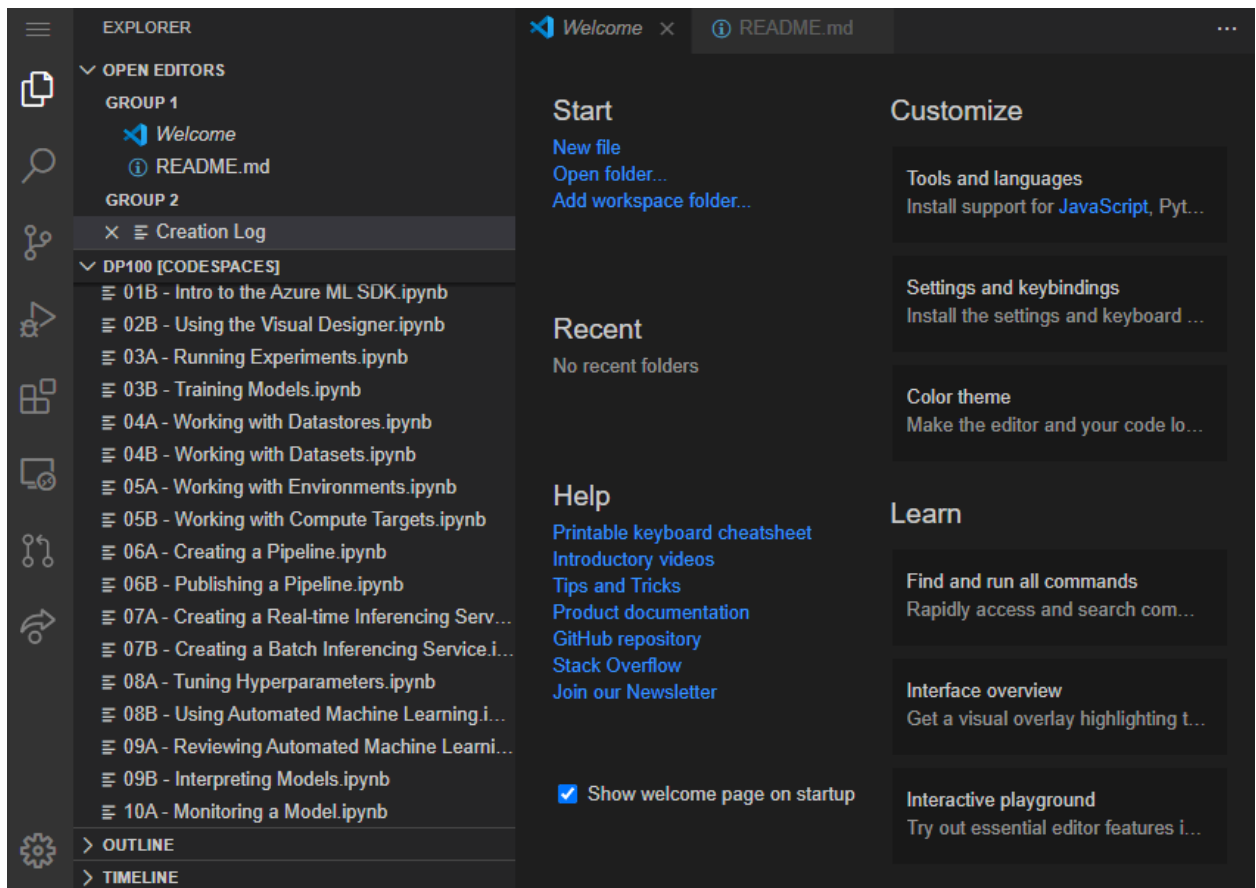 EXPLORER
OPEN EDITORS
GROUP 1
Welcome
README.md
GROUP 2
Creation Log
DP100 [CODESPACES]
01B - Intro to the Azure ML SDK.ipynb
02B - Using the Visual Designer.ipynb
03A - Running Experiments.ipynb
03B - Training Models.ipynb
04A - Working with Datastores.ipynb
04B - Working with Datasets.ipynb
05A - Working with Environments.ipynb
05B - Working with Compute Targets.ipynb
06A - Creating a Pipeline.ipynb
06B - Publishing a Pipeline.ipynb
07A - Creating a Real-time Inferencing Serv...
07B - Creating a Batch Inferencing Service.i...
08A - Tuning Hyperparameters.ipynb
08B - Using Automated Machine Learning.i...
09A - Reviewing Automated Machine Learni...
09B - Interpreting Models.ipynb
10A - Monitoring a Model.ipynb
OUTLINE
TIMELINE
Welcome
README.md
Start
New file
Open folder...
Add workspace folder...
Recent
No recent folders
Help
Printable keyboard cheatsheet
Introductory videos
Tips and Tricks
Product documentation
GitHub repository
Stack Overflow
Join our Newsletter
Show welcome page on startup
Customize
Tools and languages
Install support for JavaScript, Pyt...
Settings and keybindings
Install the settings and keyboard ...
Color theme
Make the editor and your code lo...
Learn
Find and run all commands
Rapidly access and search com...
Interface overview
Get a visual overlay highlighting t...
Interactive playground
Try out essential editor features i...